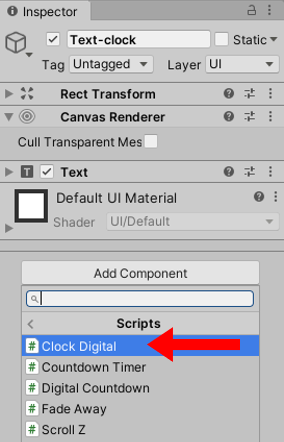 Inspector
Text-clock
Static
Tag Untagged Layer UI
Rect Transform
Canvas Renderer
Cull Transparent Mes
Text
Default UI Material
Shader UI/Default
Add Component
Scripts
# Clock Digital
# Countdown Timer
# Digital Countdown
# Fade Away
# Scroll Z